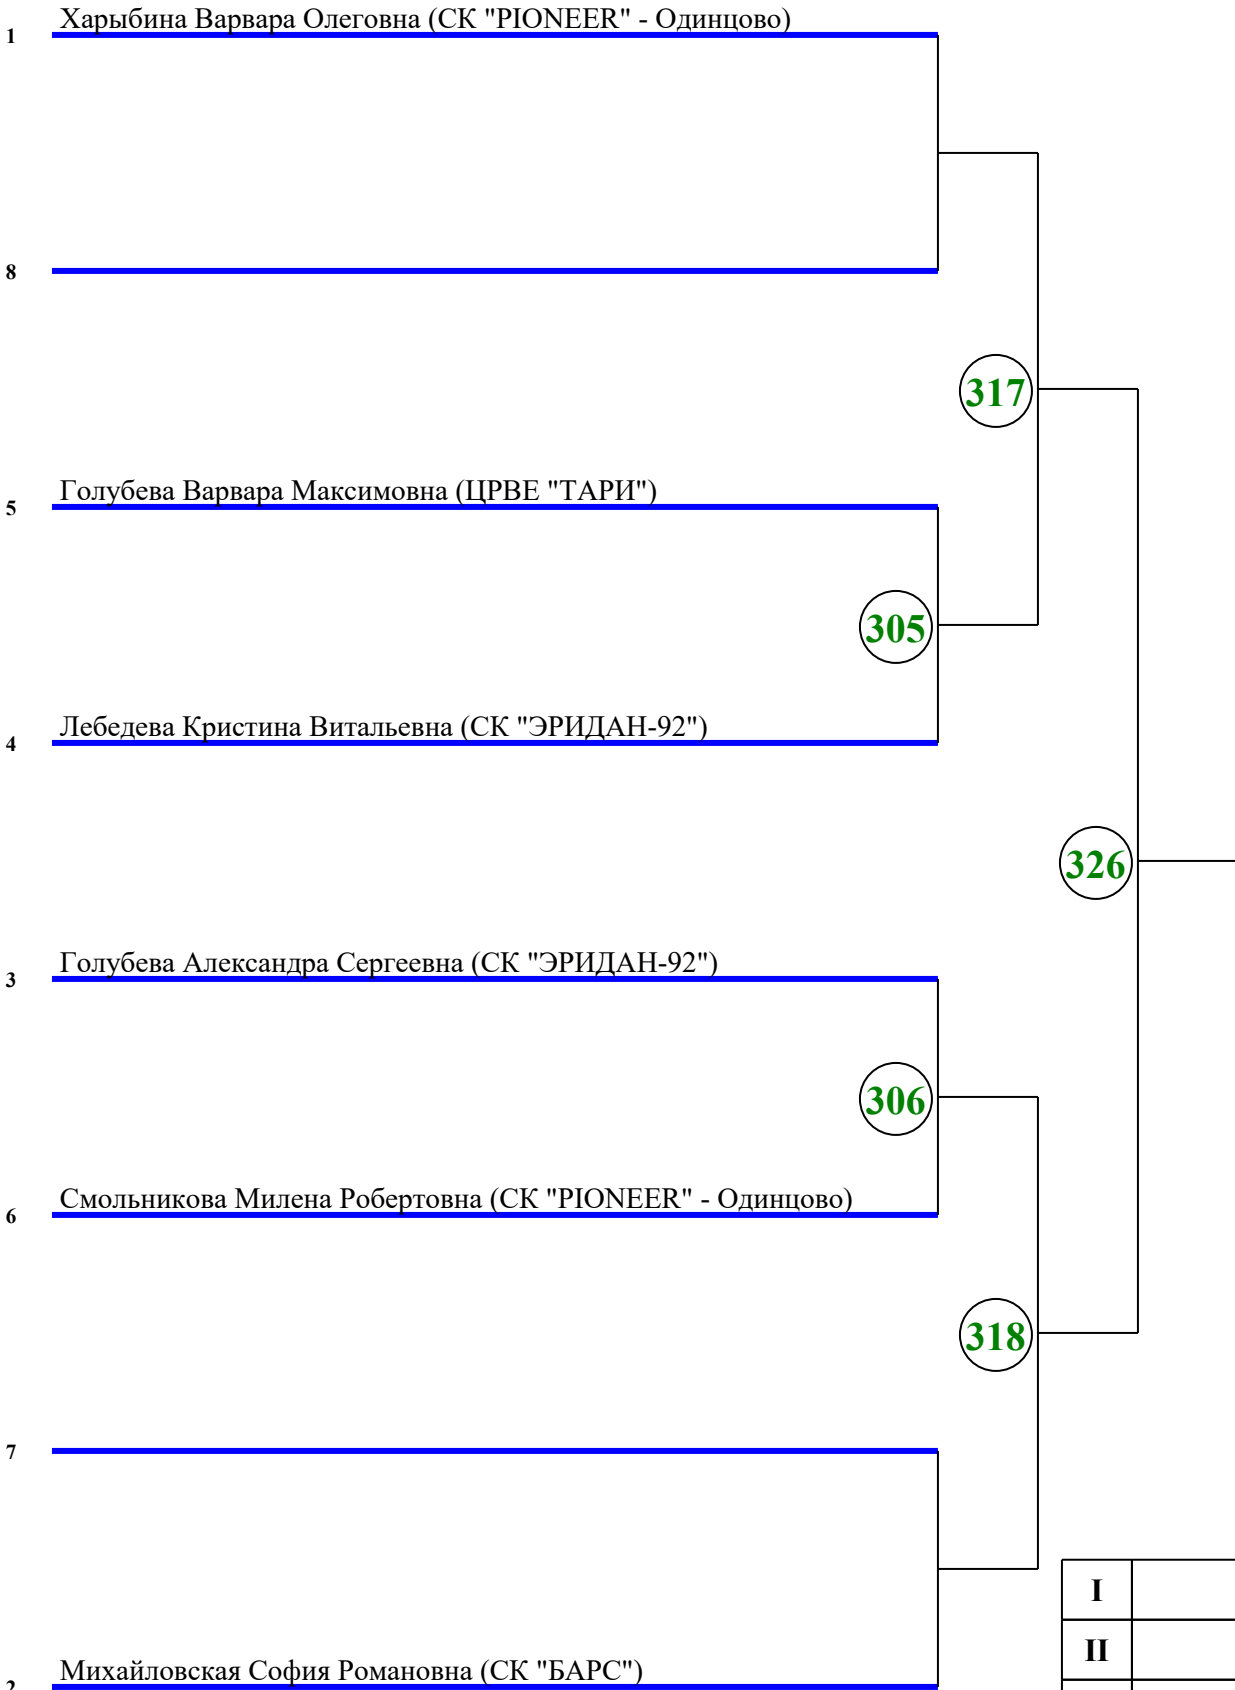 Харыбина Варвара Олеговна (СК "PIONEER" - Одинцово)
1
8
317
Голубева Варвара Максимовна (ЦРВЕ "ТАРИ")
5
305
Лебедева Кристина Витальевна (СК "ЭРИДАН-92")
4
326
Голубева Александра Сергеевна (СК "ЭРИДАН-92")
3
306
Смольникова Милена Робертовна (СК "PIONEER" - Одинцово)
6
318
7
I
II
Михайловская София Романовна (СК "БАРС")
2